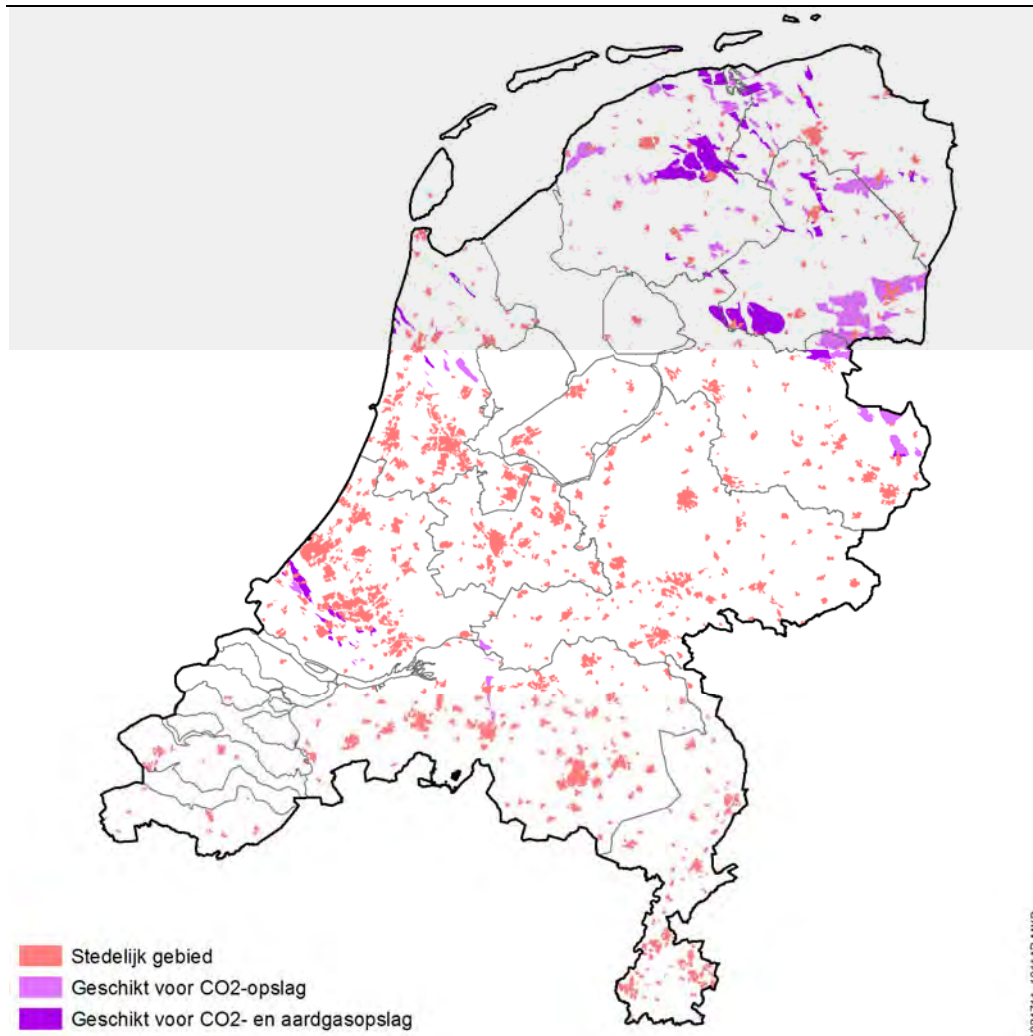 Stedelijk gebied
Geschikt voor CO2-opslag
Geschikt voor CO2- en aardgasopslag